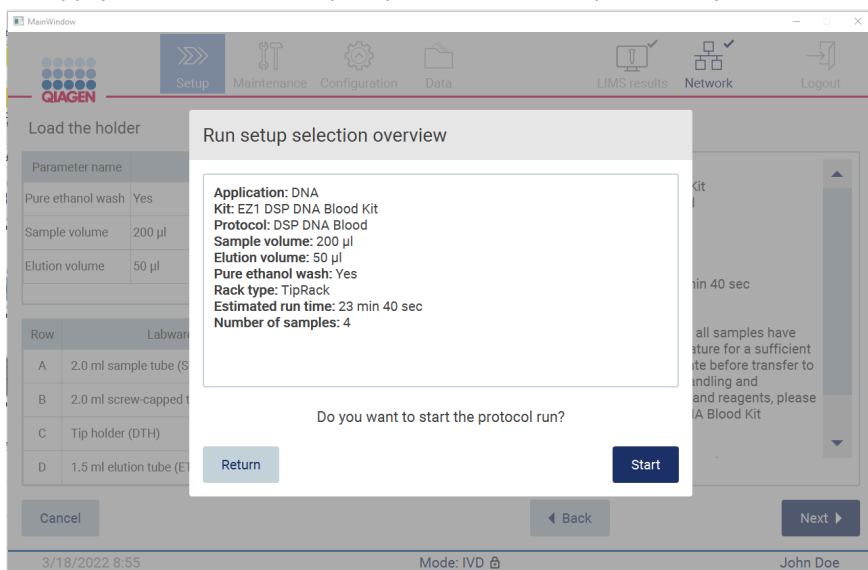 MainWindow
QIAGEN
Setup
Maintenance
Configuration
Data
LIMS results
Network
Logout
Load the holder
Parameter name
Pure ethanol wash Yes
Sample volume 200 µl
Elution volume 50 µl
Row Labware
A 2.0 ml sample tube (S
B 2.0 ml screw-capped t
C Tip holder (DTH)
D 1.5 ml elution tube (ET
Run setup selection overview
Application: DNA
Kit: EZ1 DSP DNA Blood Kit
Protocol: DSP DNA Blood
Sample volume: 200 µl
Elution volume: 50 µl
Pure ethanol wash: Yes
Rack type: TipRack
Estimated run time: 23 min 40 sec
Number of samples: 4
Do you want to start the protocol run?
Return
Start
Kit
min 40 sec
all samples have
ature for a sufficient
te before transfer to
andling and
and reagents, please
IA Blood Kit
Cancel
Back
Next
3/18/2022 8:55
Mode: IVD
John Doe